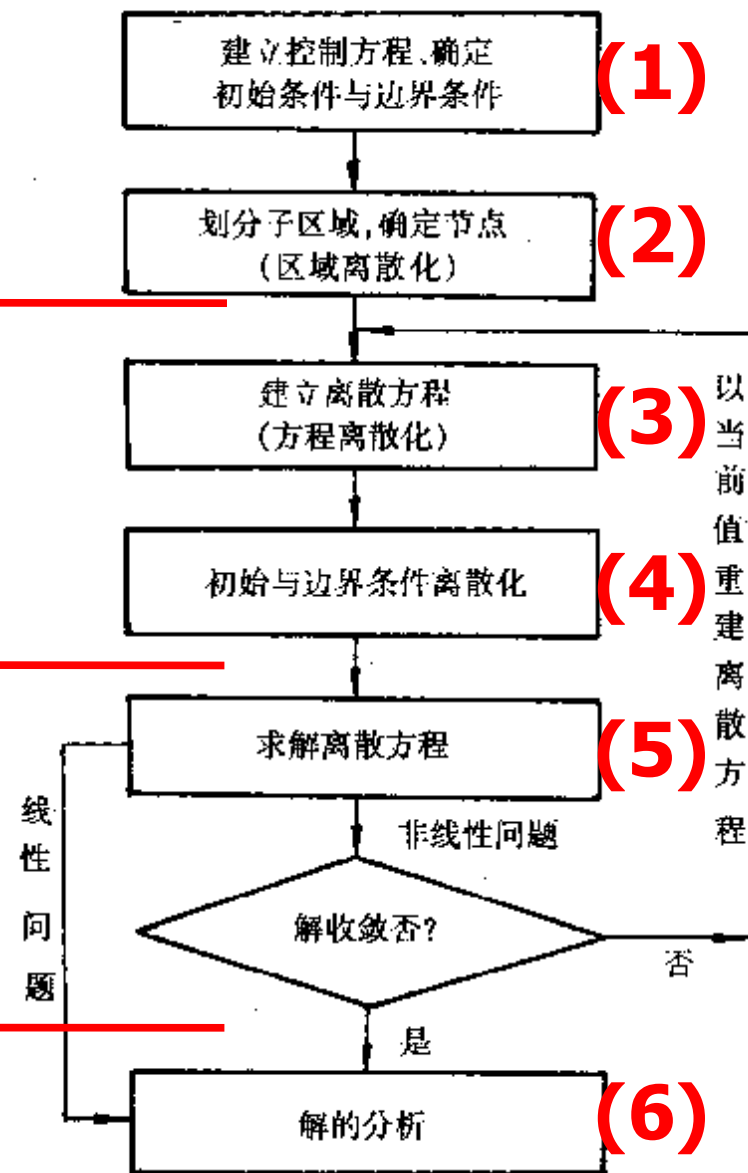 建立控制方程、确定
初始条件与边界条件
(1)
划分子区域,确定节点
(区域离散化)
(2)
建立离散方程
(方程离散化)
(3)
以当前值重建离散方程
初始与边界条件离散化
(4)
求解离散方程
(5)
线性问题
非线性问题
解收敛否?
否
是
解的分析
(6)